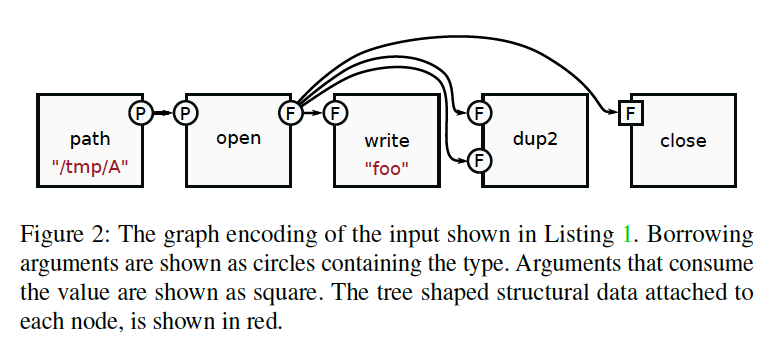 P P F F F F F
path open write dup2 close
"/tmp/A" "foo"
Figure 2: The graph encoding of the input shown in Listing 1. Borrowing
arguments are shown as circles containing the type. Arguments that consume
the value are shown as square. The tree shaped structural data attached to
each node, is shown in red.